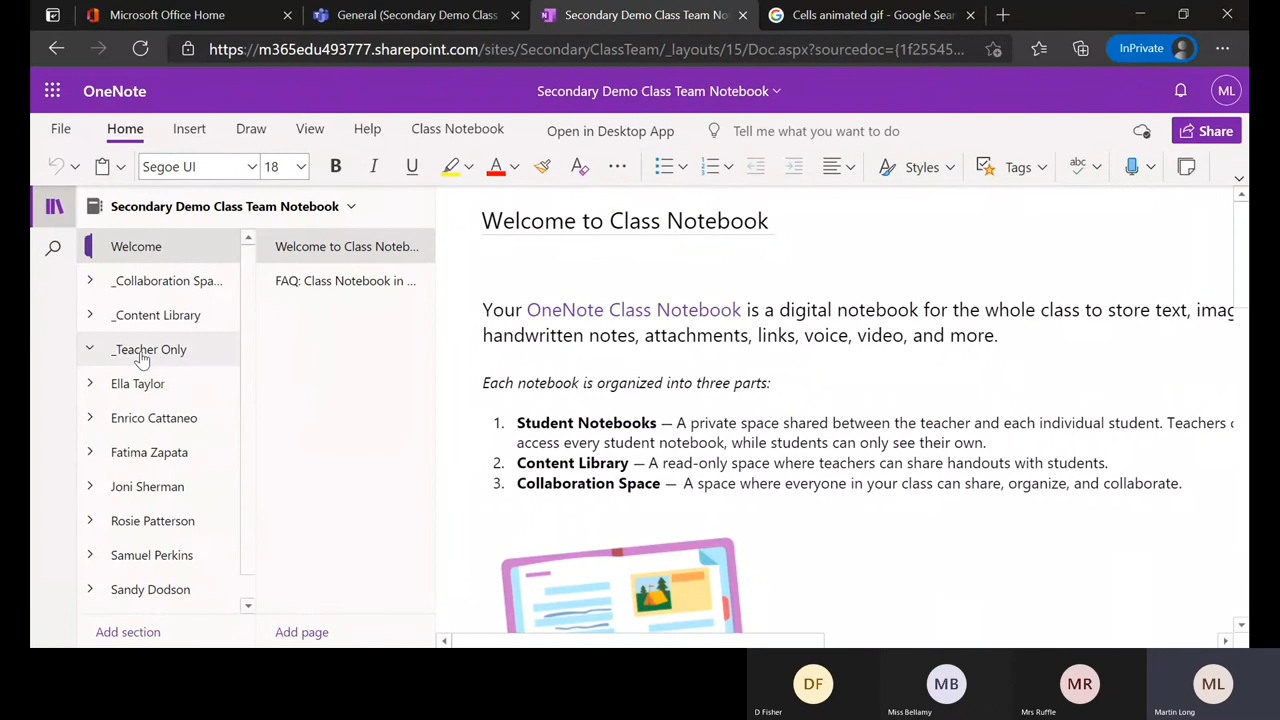 Microsoft Office Home
General (Secondary Demo Class
Secondary Demo Class Team No
Cells animated gif - Google Sear
https://m365edu493777.sharepoint.com/sites/SecondaryClassTeam/_layouts/15/Doc.aspx?sourcedoc={1f25545...
InPrivate
OneNote
Secondary Demo Class Team Notebook
ML
File Home Insert Draw View Help Class Notebook Open in Desktop App Tell me what you want to do
Share
Segoe UI 18 B I U A A ... Styles Tags abc
Secondary Demo Class Team Notebook
Welcome
_Collaboration Spa...
_Content Library
_Teacher Only
Ella Taylor
Enrico Cattaneo
Fatima Zapata
Joni Sherman
Rosie Patterson
Samuel Perkins
Sandy Dodson
Add section
Welcome to Class Noteb...
FAQ: Class Notebook in ...
Add page
Welcome to Class Notebook
Your OneNote Class Notebook is a digital notebook for the whole class to store text, imag
handwritten notes, attachments, links, voice, video, and more.
Each notebook is organized into three parts:
1. Student Notebooks — A private space shared between the teacher and each individual student. Teachers c
access every student notebook, while students can only see their own.
2. Content Library — A read-only space where teachers can share handouts with students.
3. Collaboration Space — A space where everyone in your class can share, organize, and collaborate.
DF
D Fisher
MB
Miss Bellamy
MR
Mrs Ruffle
ML
Martin Long